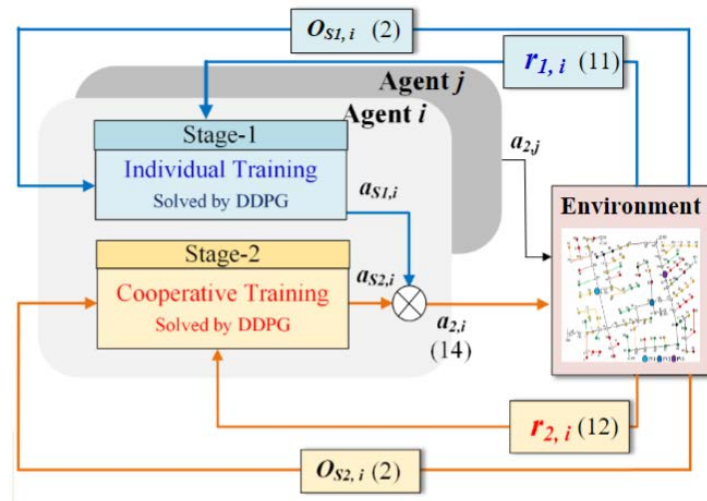 O_{S1, i} (2)
r_{1, i} (11)
Agent j
Agent i
Stage-1
Individual Training
Solved by DDPG
a_{S1,i}
a_{2,j}
Environment
Stage-2
Cooperative Training
Solved by DDPG
a_{S2,i}
a_{2,i}
(14)
r_{2, i} (12)
O_{S2, i} (2)